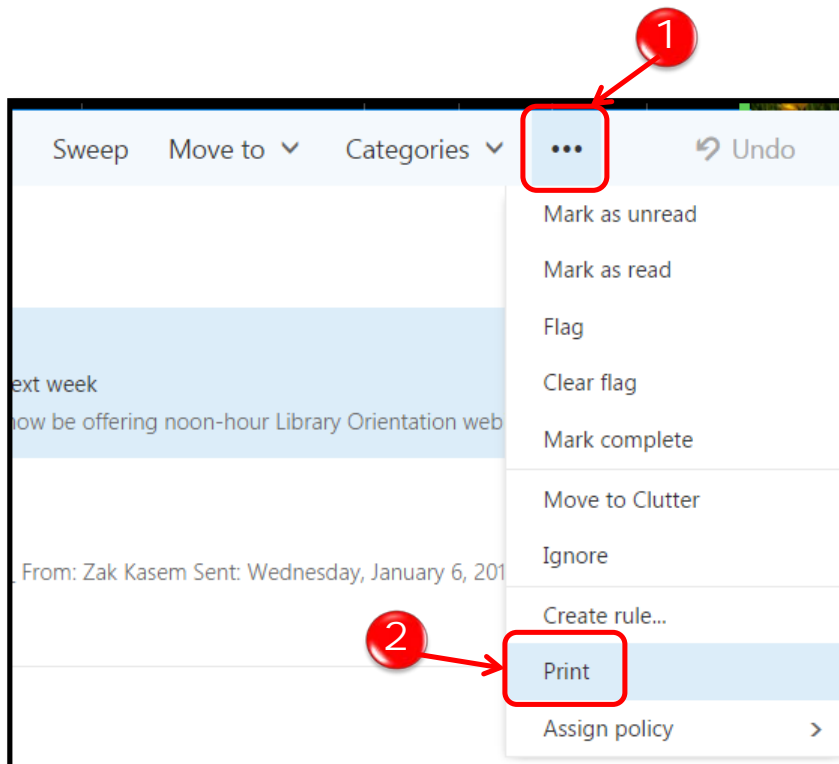 1
Sweep Move to Categories ••• Undo
Mark as unread
Mark as read
Flag
Clear flag
Mark complete
Move to Clutter
Ignore
Create rule...
Print
Assign policy
ext week
now be offering noon-hour Library Orientation web
From: Zak Kasem Sent: Wednesday, January 6, 201
2